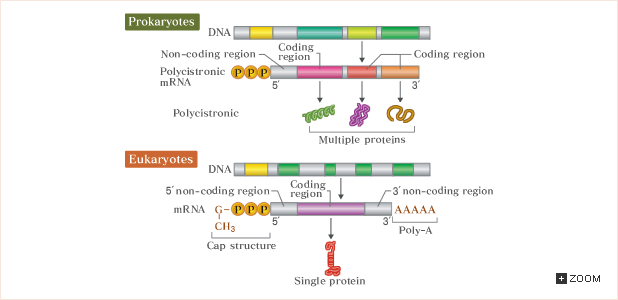 Prokaryotes
DNA
Non-coding region
Coding
region
Coding region
Polycistronic
mRNA
P P P
5′
3′
Polycistronic
Multiple proteins
Eukaryotes
DNA
5′ non-coding region
Coding
region
3′ non-coding region
mRNA
G P P P
AAAAA
5′
3′
CH3
Poly-A
Cap structure
Single protein
+ ZOOM